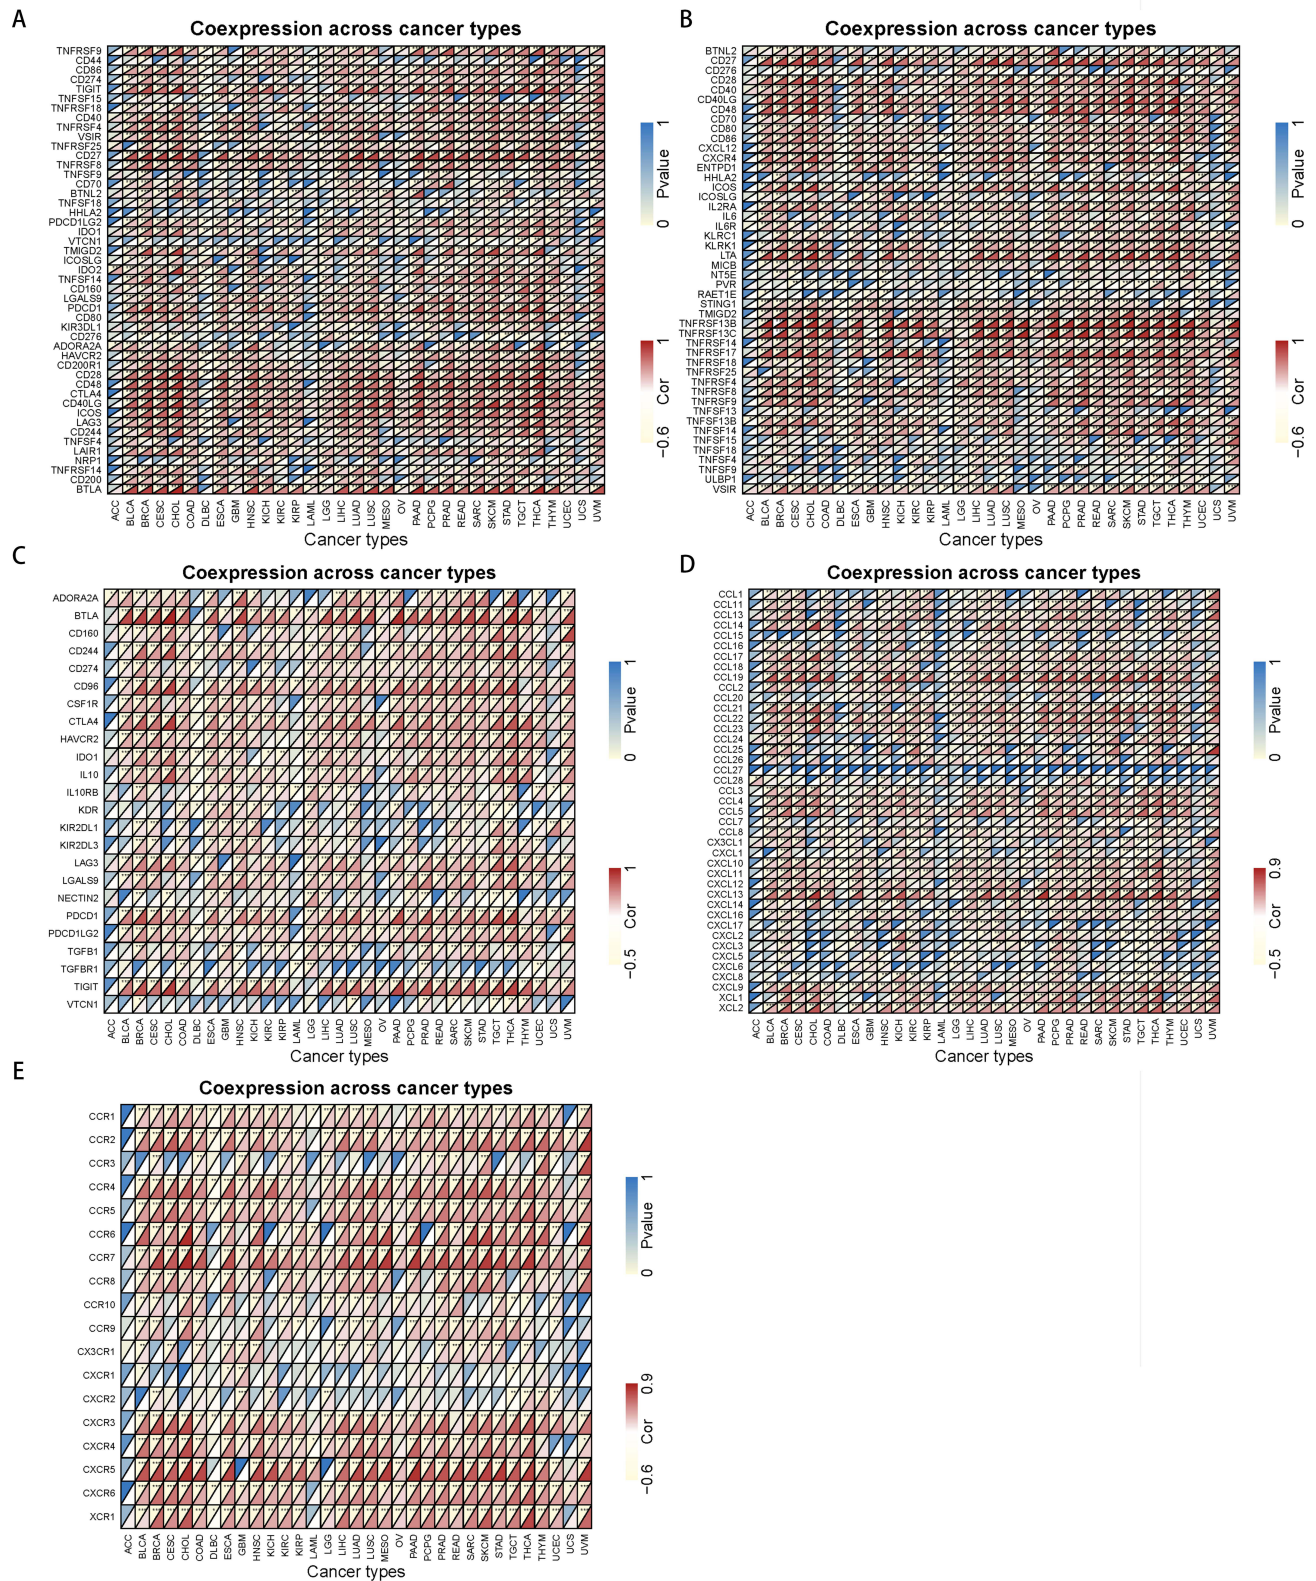 A
Coexpression across cancer types
TNFRSF9
CD44
CD86
CD274
TIGIT
TNFSF15
TNFRSF18
CD40
TNFRSF4
VSIR
TNFRSF25
CD27
TNFRSF8
TNFSF9
CD70
BTNL2
TNFSF18
HHLA2
PDCD1LG2
IDO1
VTCN1
TMIGD2
ICOSLG
IDO2
TNFSF14
CD160
LGALS9
PDCD1
CD80
KIR3DL1
CD276
ADORA2A
HAVCR2
CD200R1
CD28
CD48
CTLA4
CD40LG
ICOS
LAG3
CD244
TNFSF4
LAIR1
NRP1
TNFRSF14
CD200
BTLA
ACC BLCA BRCA CESC CHOL COAD DLBC ESCA GBM HNSC KICH KIRC KIRP LAML LGG LIHC LUAD LUSC MESO OV PAAD PCPG PRAD READ SARC SKCM STAD TGCT THCA THYM UCEC UCS UVM
Cancer types
0 Pvalue 1
−0.6 Cor 1
B
Coexpression across cancer types
BTNL2
CD27
CD276
CD28
CD40
CD40LG
CD48
CD70
CD80
CD86
CXCL12
CXCR4
ENTPD1
HHLA2
ICOS
ICOSLG
IL2RA
IL6
IL6R
KLRC1
KLRK1
LTA
MICB
NT5E
PVR
RAET1E
STING1
TMIGD2
TNFRSF13B
TNFRSF13C
TNFRSF14
TNFRSF17
TNFRSF18
TNFRSF25
TNFRSF4
TNFRSF8
TNFRSF9
TNFSF13
TNFSF13B
TNFSF14
TNFSF15
TNFSF18
TNFSF4
TNFSF9
ULBP1
VSIR
ACC BLCA BRCA CESC CHOL COAD DLBC ESCA GBM HNSC KICH KIRC KIRP LAML LGG LIHC LUAD LUSC MESO OV PAAD PCPG PRAD READ SARC SKCM STAD TGCT THCA THYM UCEC UCS UVM
Cancer types
0 Pvalue 1
−0.6 Cor 1
C
Coexpression across cancer types
ADORA2A
BTLA
CD160
CD244
CD274
CD96
CSF1R
CTLA4
HAVCR2
IDO1
IL10
IL10RB
KDR
KIR2DL1
KIR2DL3
LAG3
LGALS9
NECTIN2
PDCD1
PDCD1LG2
TGFB1
TGFBR1
TIGIT
VTCN1
ACC BLCA BRCA CESC CHOL COAD DLBC ESCA GBM HNSC KICH KIRC KIRP LAML LGG LIHC LUAD LUSC MESO OV PAAD PCPG PRAD READ SARC SKCM STAD TGCT THCA THYM UCEC UCS UVM
Cancer types
0 Pvalue 1
−0.5 Cor 1
D
Coexpression across cancer types
CCL1
CCL11
CCL13
CCL14
CCL15
CCL16
CCL17
CCL18
CCL19
CCL2
CCL20
CCL21
CCL22
CCL23
CCL24
CCL25
CCL26
CCL27
CCL28
CCL3
CCL4
CCL5
CCL7
CCL8
CX3CL1
CXCL1
CXCL10
CXCL11
CXCL12
CXCL13
CXCL14
CXCL16
CXCL17
CXCL2
CXCL3
CXCL5
CXCL6
CXCL8
CXCL9
XCL1
XCL2
ACC BLCA BRCA CESC CHOL COAD DLBC ESCA GBM HNSC KICH KIRC KIRP LAML LGG LIHC LUAD LUSC MESO OV PAAD PCPG PRAD READ SARC SKCM STAD TGCT THCA THYM UCEC UCS UVM
Cancer types
0 Pvalue 1
−0.5 Cor 0.9
E
Coexpression across cancer types
CCR1
CCR2
CCR3
CCR4
CCR5
CCR6
CCR7
CCR8
CCR10
CCR9
CX3CR1
CXCR1
CXCR2
CXCR3
CXCR4
CXCR5
CXCR6
XCR1
ACC BLCA BRCA CESC CHOL COAD DLBC ESCA GBM HNSC KICH KIRC KIRP LAML LGG LIHC LUAD LUSC MESO OV PAAD PCPG PRAD READ SARC SKCM STAD TGCT THCA THYM UCEC UCS UVM
Cancer types
0 Pvalue 1
−0.6 Cor 0.9